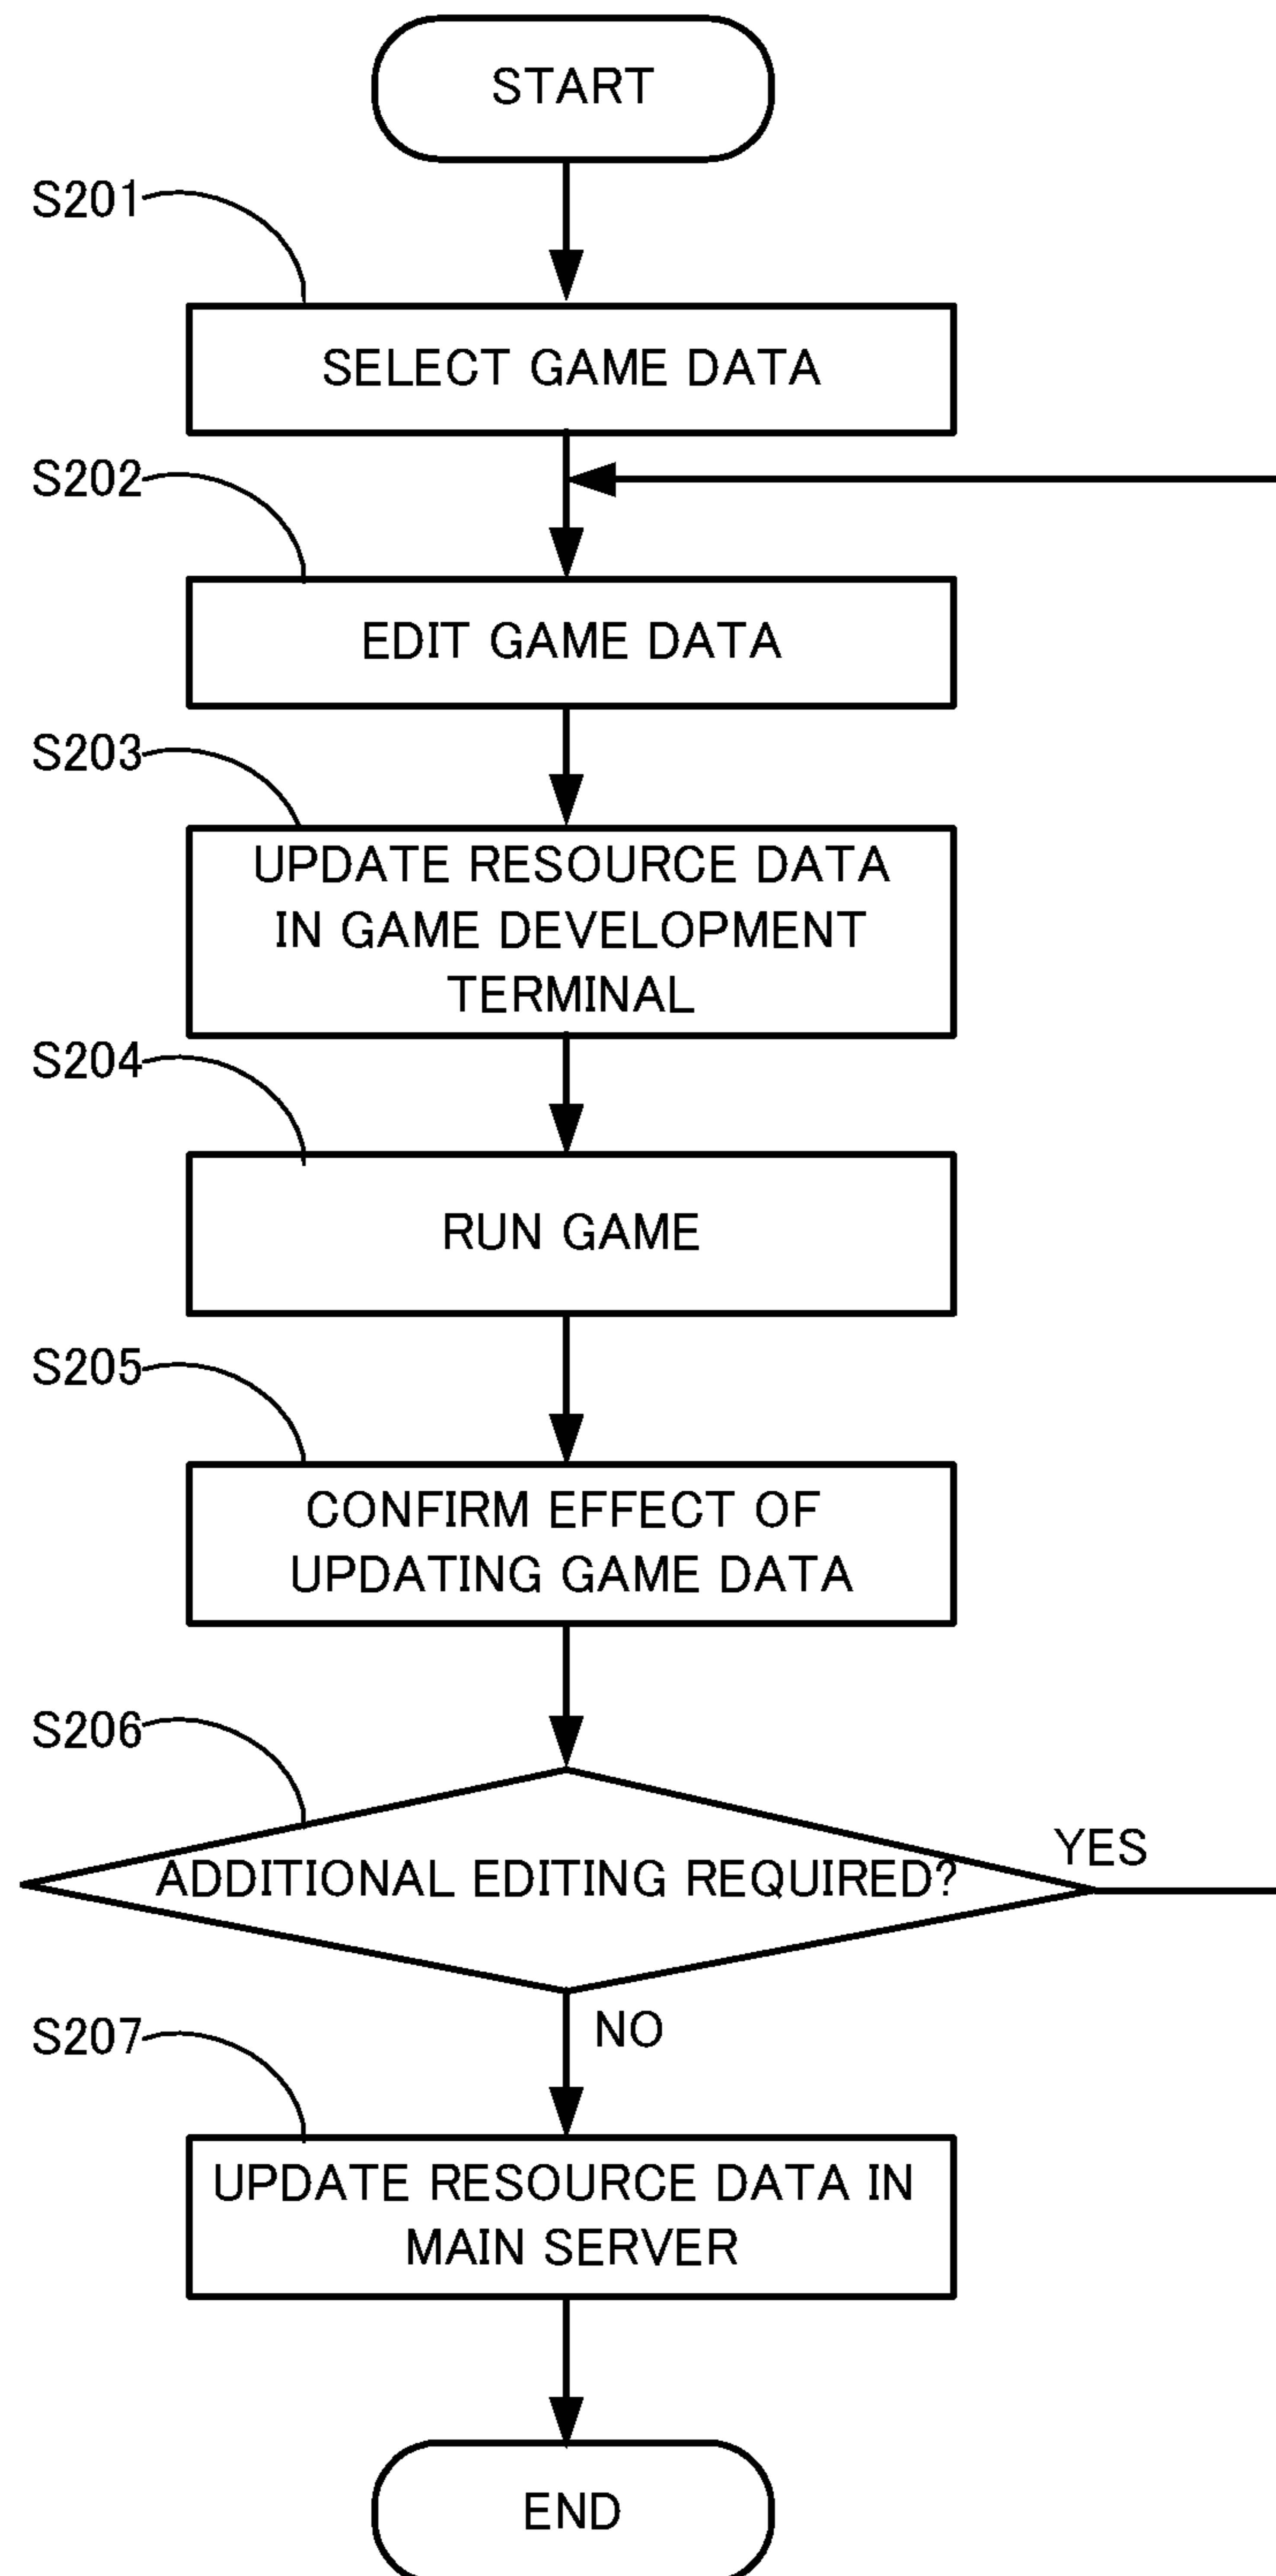 START
S201
SELECT GAME DATA
S202
EDIT GAME DATA
S203
UPDATE RESOURCE DATA
IN GAME DEVELOPMENT
TERMINAL
S204
RUN GAME
S205
CONFIRM EFFECT OF
UPDATING GAME DATA
S206
ADDITIONAL EDITING REQUIRED?
YES
NO
S207
UPDATE RESOURCE DATA IN
MAIN SERVER
END